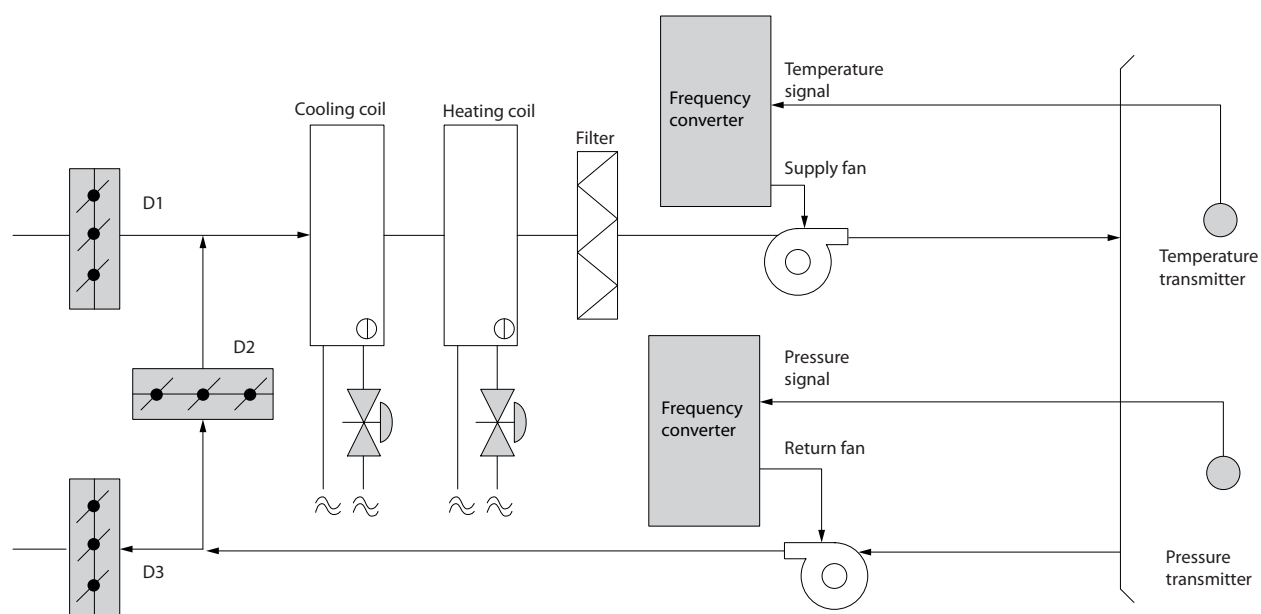 Cooling coil
Heating coil
Filter
Frequency
converter
Temperature
signal
Supply fan
D1
Temperature
transmitter
D2
Frequency
converter
Pressure
signal
Return fan
D3
Pressure
transmitter